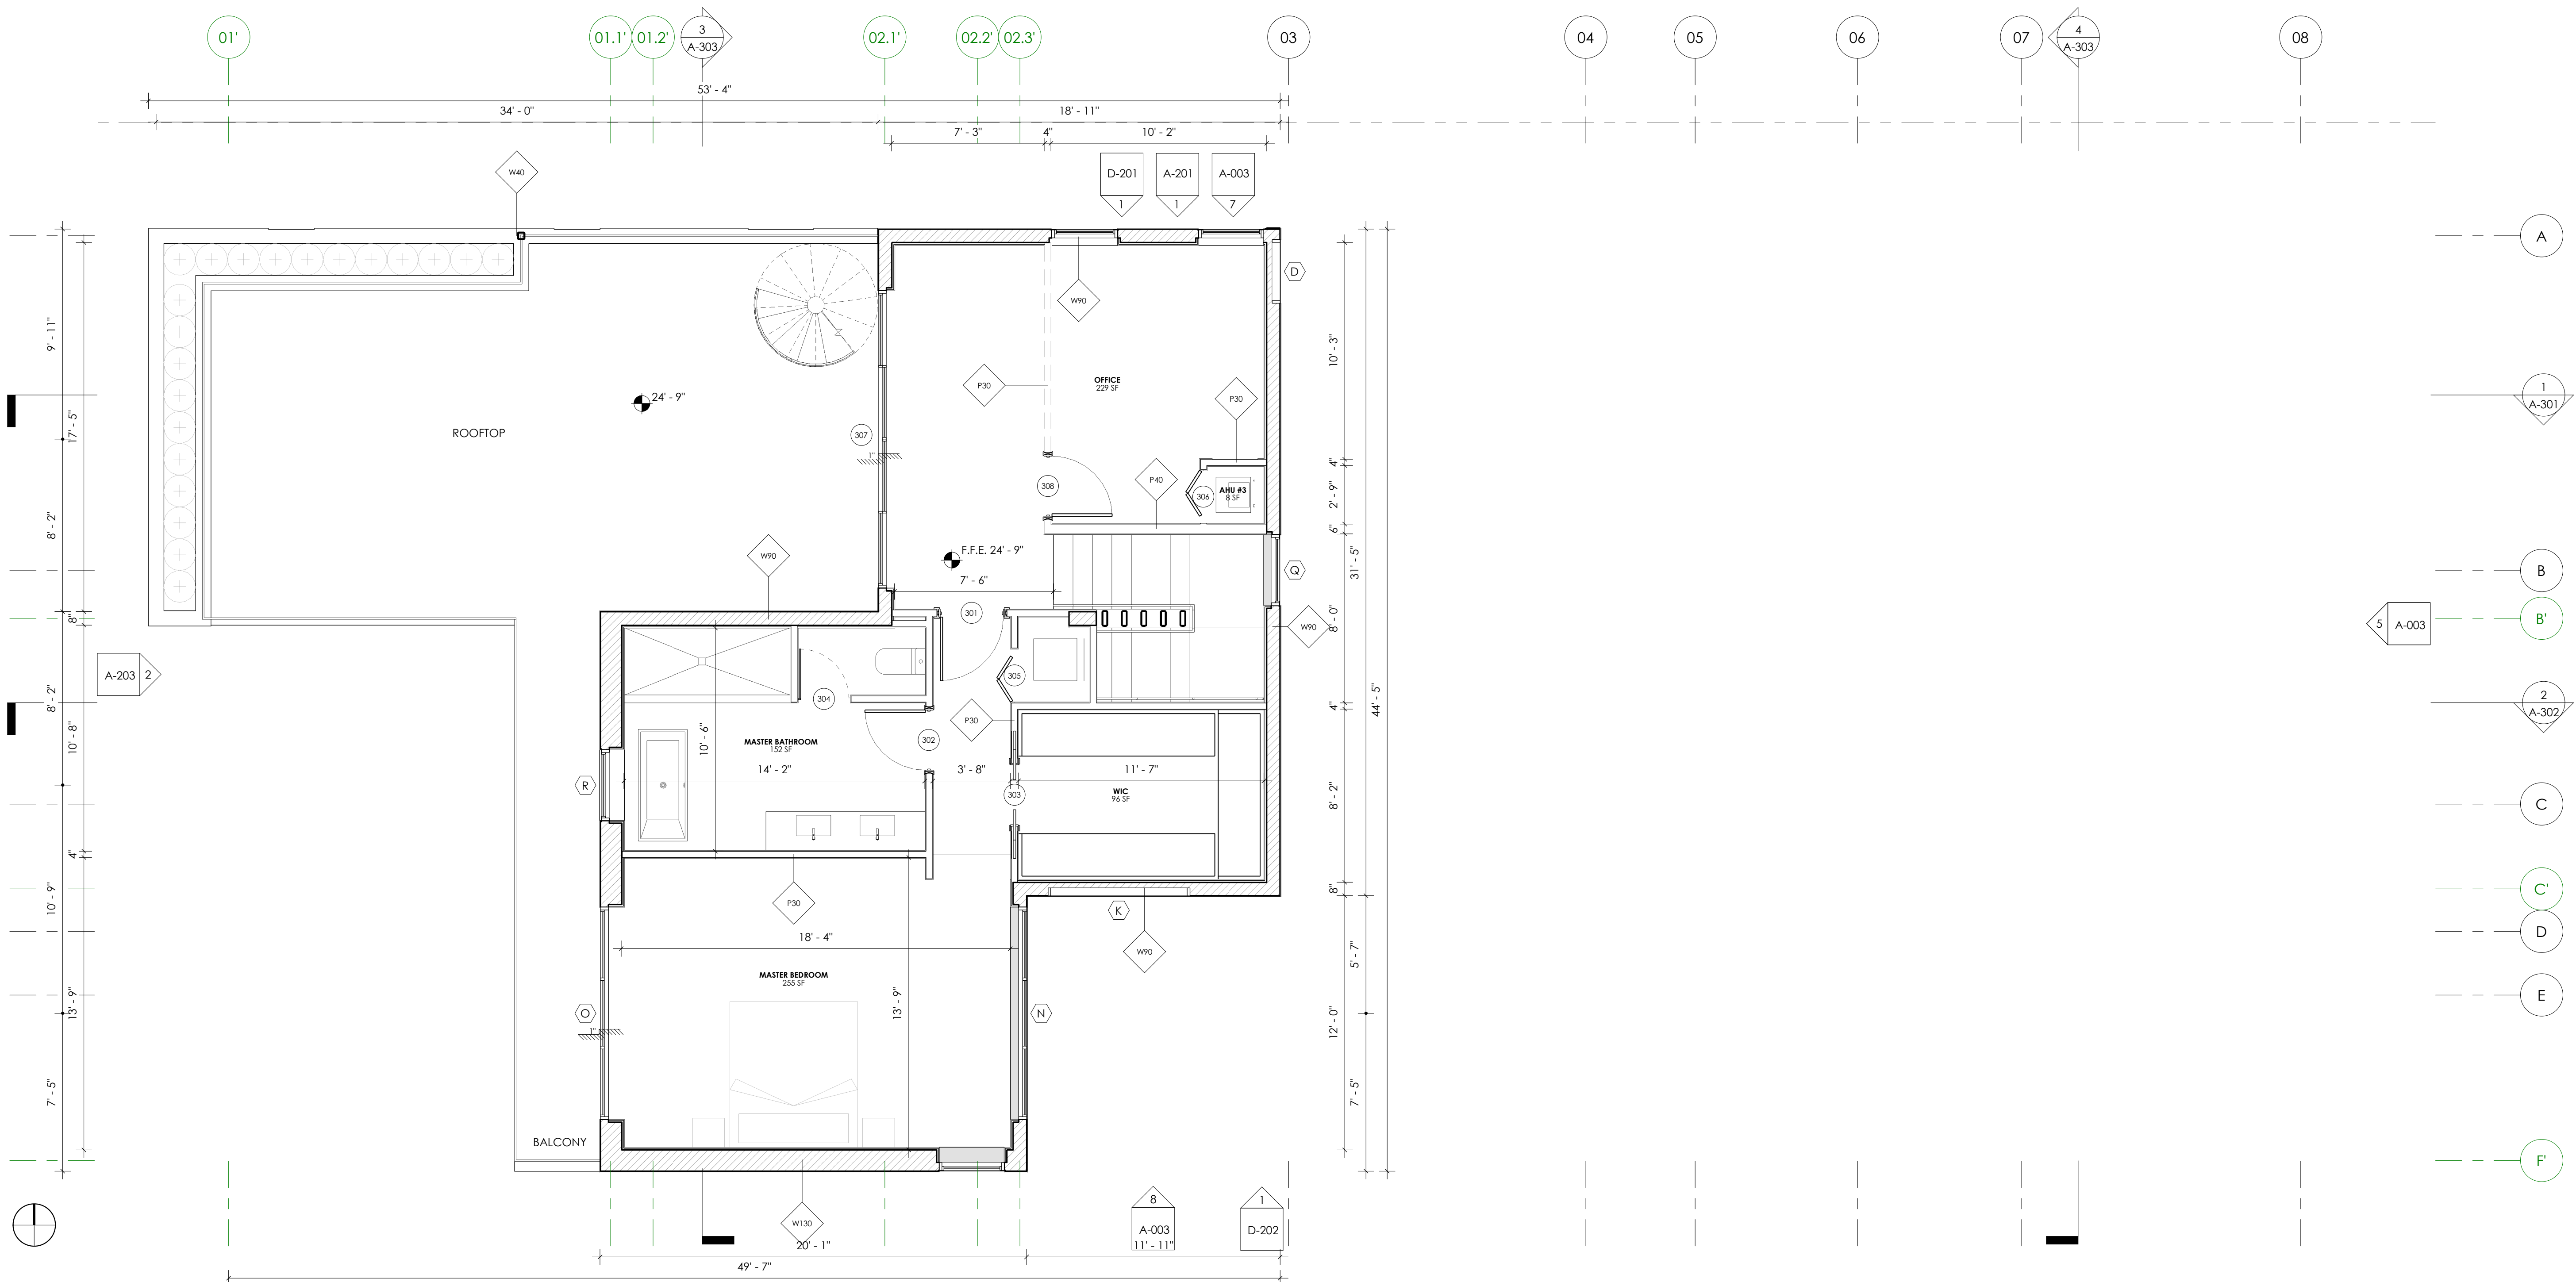 01'
01.1'
01.2'
3
A-303
02.1'
02.2'
02.3'
03
04
05
06
07
4
A-303
08
53' - 4"
34' - 0"
18' - 11"
7' - 3"
4"
10' - 2"
W40
D-201
1
A-201
1
A-003
7
A
D
W90
9' - 11"
10' - 3"
P30
OFFICE
229 SF
P30
1
A-301
24' - 9"
17' - 5"
ROOFTOP
307
1"
4"
308
P40
306
AHU #3
8 SF
2' - 9"
8' - 2"
6"
W90
F.F.E. 24' - 9"
31' - 5"
7' - 6"
Q
B
8"
301
W90
8' - 0"
5
A-003
B'
A-203
2
305
304
8' - 2"
10' - 8"
P30
4"
44' - 5"
2
A-302
302
MASTER BATHROOM
152 SF
10' - 6"
14' - 2"
3' - 8"
11' - 7"
R
303
WIC
96 SF
8' - 2"
C
4"
10' - 9"
P30
8"
K
C'
18' - 4"
W90
5' - 7"
D
MASTER BEDROOM
255 SF
13' - 9"
13' - 9"
E
O
1"
N
12' - 0"
7' - 5"
7' - 5"
BALCONY
F'
W130
8
A-003
1
D-202
20' - 1"
11' - 11"
49' - 7"